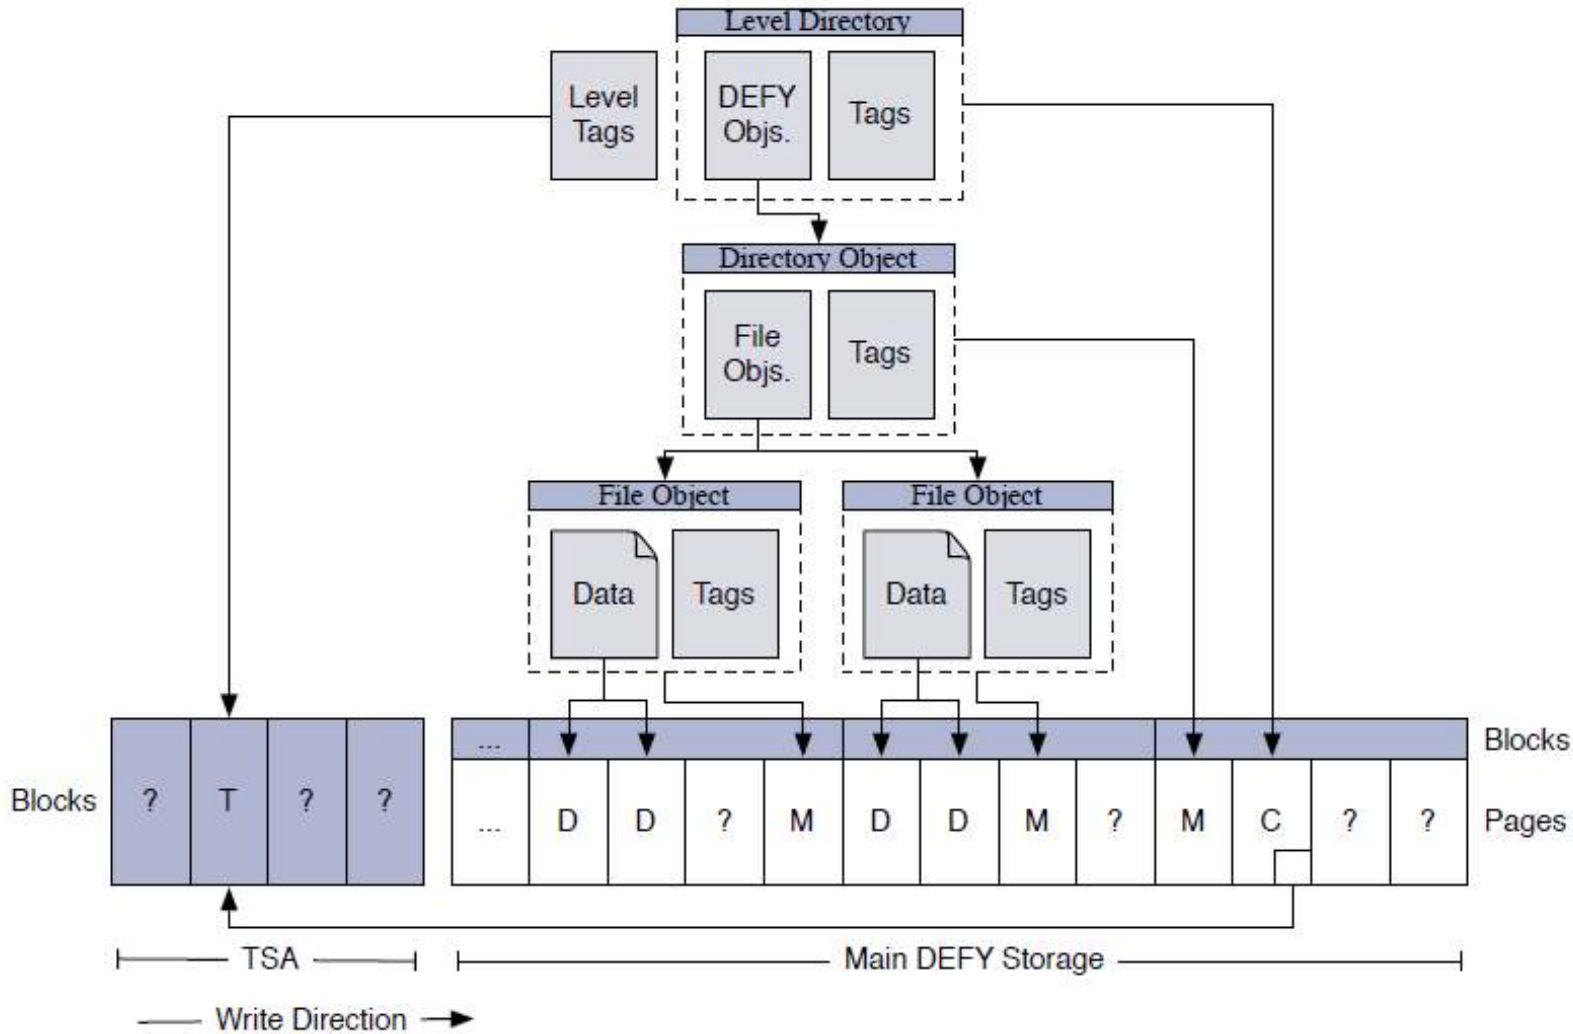 Level Directory
Level
Tags
DEFY
Objs.
Tags
Directory Object
File
Objs.
Tags
File Object
File Object
Data
Tags
Data
Tags
...
Blocks
Blocks
?
T
?
?
...
D
D
?
M
D
D
M
?
M
C
?
?
Pages
TSA
Main DEFY Storage
Write Direction